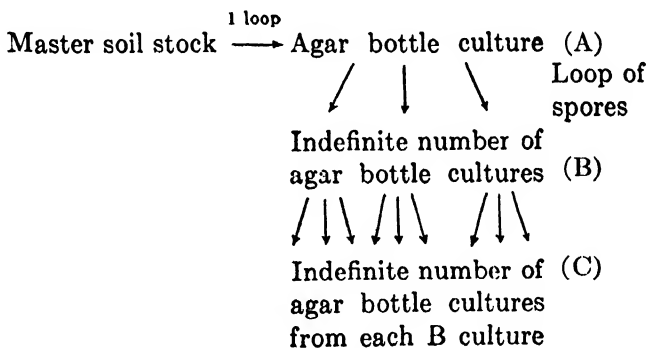 1 loop
Master soil stock Agar bottle culture (A)
Loop of
spores
Indefinite number of
agar bottle cultures (B)
Indefinite number of (C)
agar bottle cultures
from each B culture